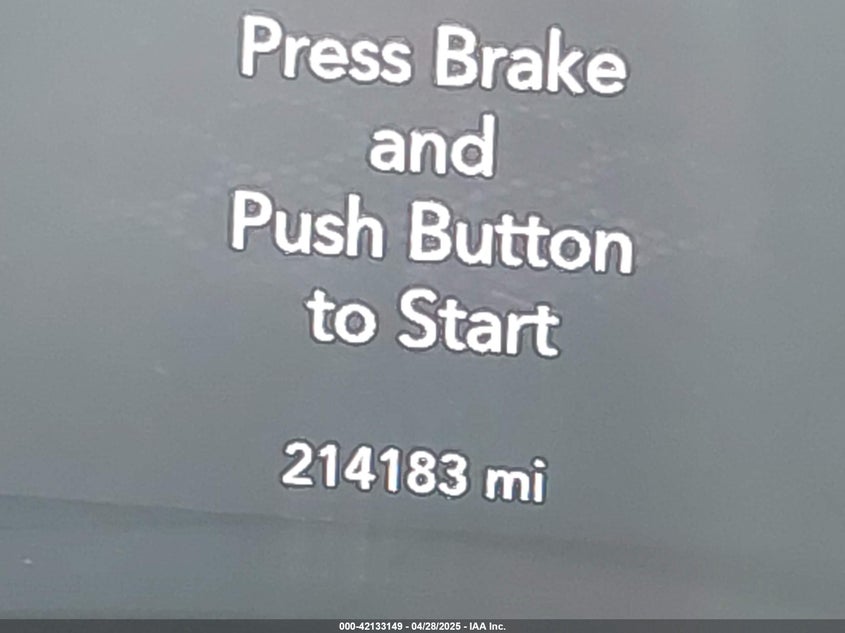 Press Brake
and
Push Button
to Start
214183 mi
000-42133149 - 04/28/2025 - IAA Inc.